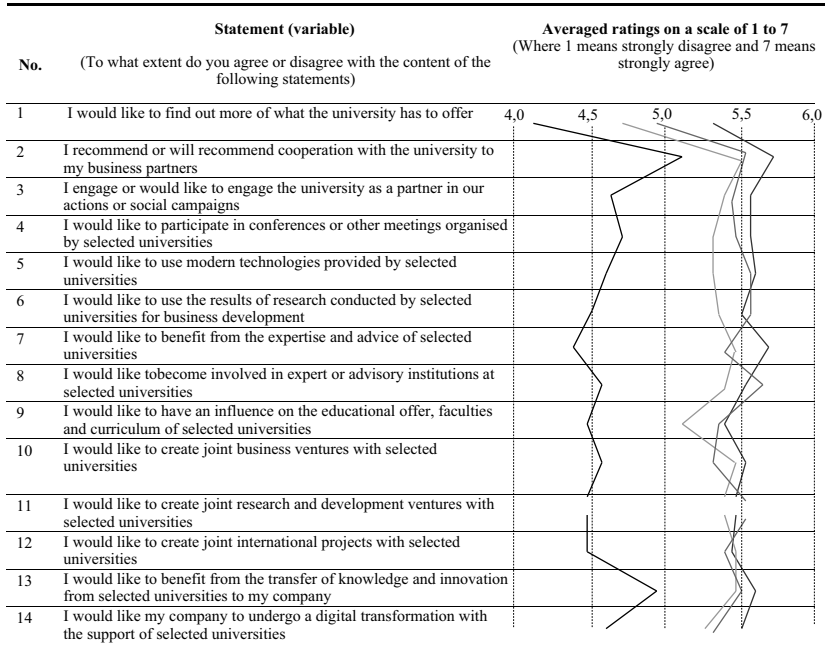 Statement (variable)
Averaged ratings on a scale of 1 to 7
(Where 1 means strongly disagree and 7 means
strongly agree)
No.
(To what extent do you agree or disagree with the content of the
following statements)
1 I would like to find out more of what the university has to offer
4,0 4,5 5,0 5,5 6,0
2 I recommend or will recommend cooperation with the university to
my business partners
3 I engage or would like to engage the university as a partner in our
actions or social campaigns
4 I would like to participate in conferences or other meetings organised
by selected universities
5 I would like to use modern technologies provided by selected
universities
6 I would like to use the results of research conducted by selected
universities for business development
7 I would like to benefit from the expertise and advice of selected
universities
8 I would like tobecome involved in expert or advisory institutions at
selected universities
9 I would like to have an influence on the educational offer, faculties
and curriculum of selected universities
10 I would like to create joint business ventures with selected
universities
11 I would like to create joint research and development ventures with
selected universities
12 I would like to create joint international projects with selected
universities
13 I would like to benefit from the transfer of knowledge and innovation
from selected universities to my company
14 I would like my company to undergo a digital transformation with
the support of selected universities